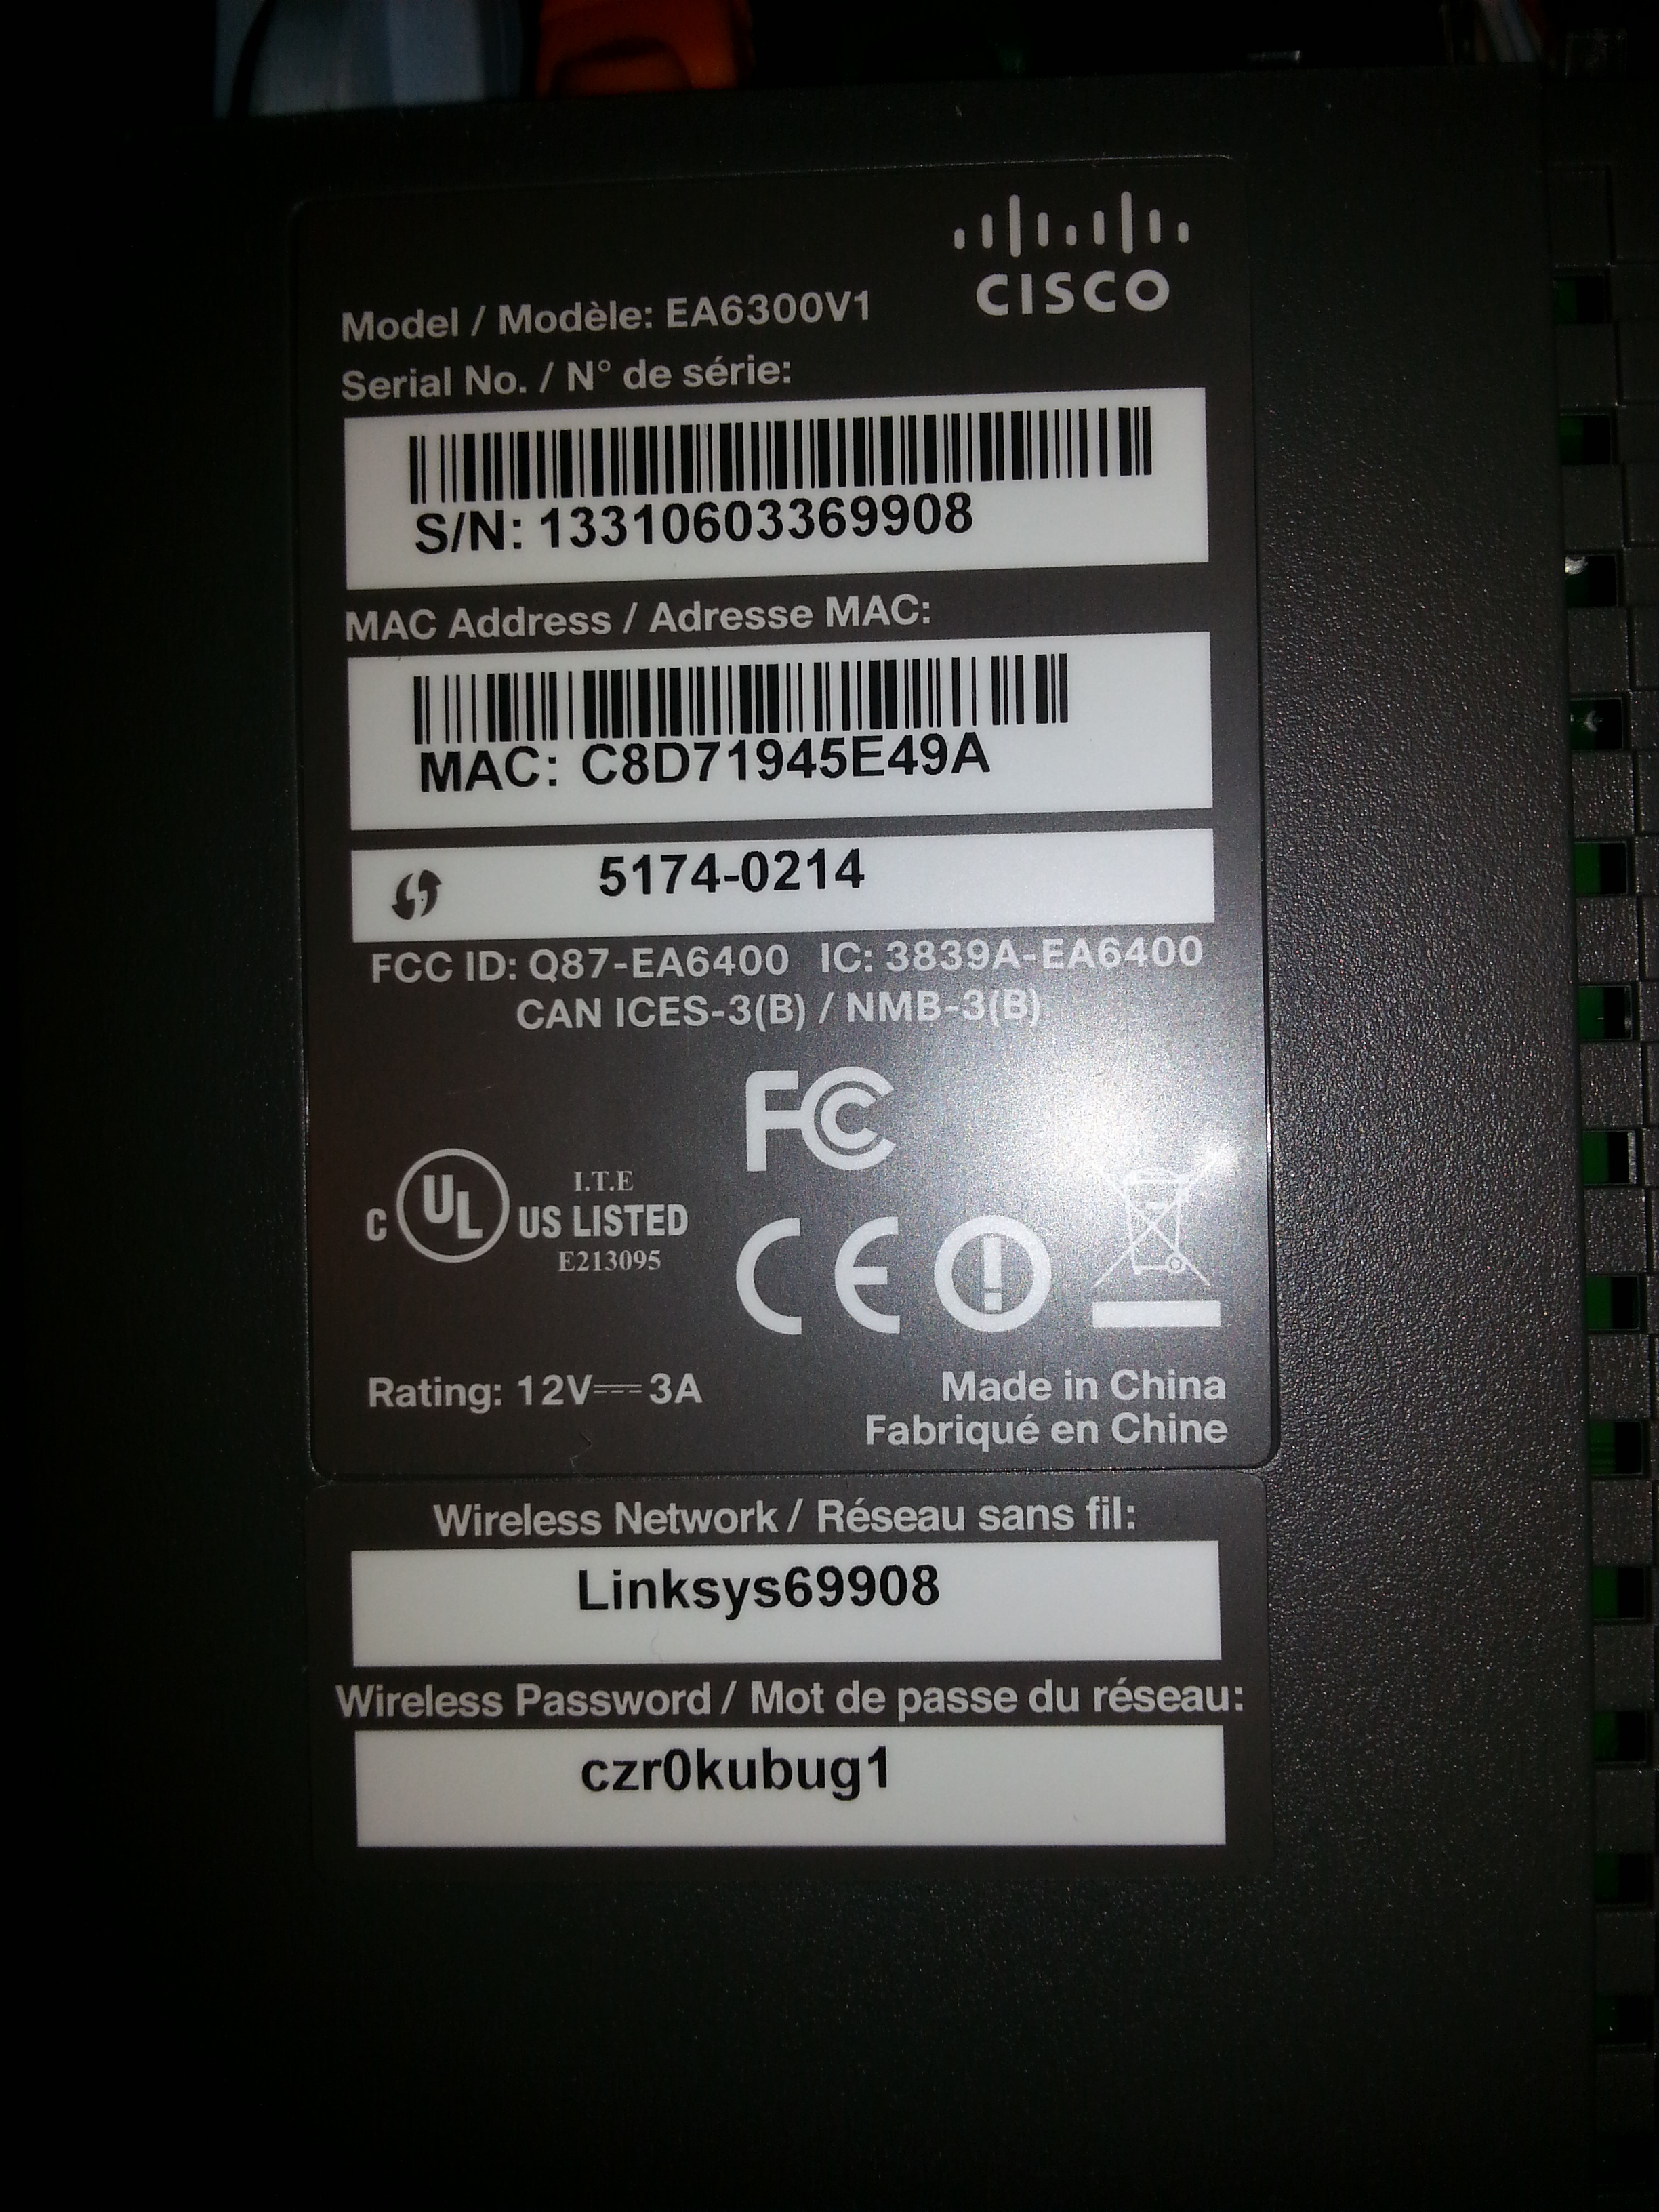 CISCO
Model / Modèle: EA6300V1
Serial No. / N° de série:
S/N: 13310603369908
MAC Address / Adresse MAC:
MAC: C8D71945E49A
5174-0214
FCC ID: Q87-EA6400 IC: 3839A-EA6400
CAN ICES-3(B) / NMB-3(B)
FC
I.T.E
C UL US LISTED
E213095
CE
Rating: 12V⎓3A
Made in China
Fabriqué en Chine
Wireless Network / Réseau sans fil:
Linksys69908
Wireless Password / Mot de passe du réseau:
czr0kubug1